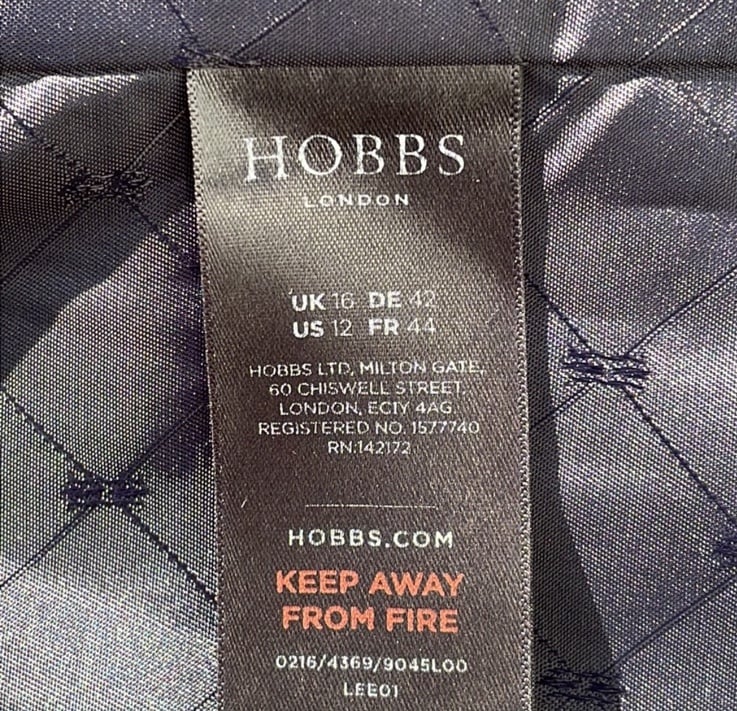 HOBBS
LONDON
UK 16 DE 42
US 12 FR 44
HOBBS LTD, MILTON GATE,
60 CHISWELL STREET,
LONDON, EC1Y 4AG
REGISTERED NO. 1577740
RN:142172
HOBBS.COM
KEEP AWAY
FROM FIRE
0216/4369/9045L00
LEE01